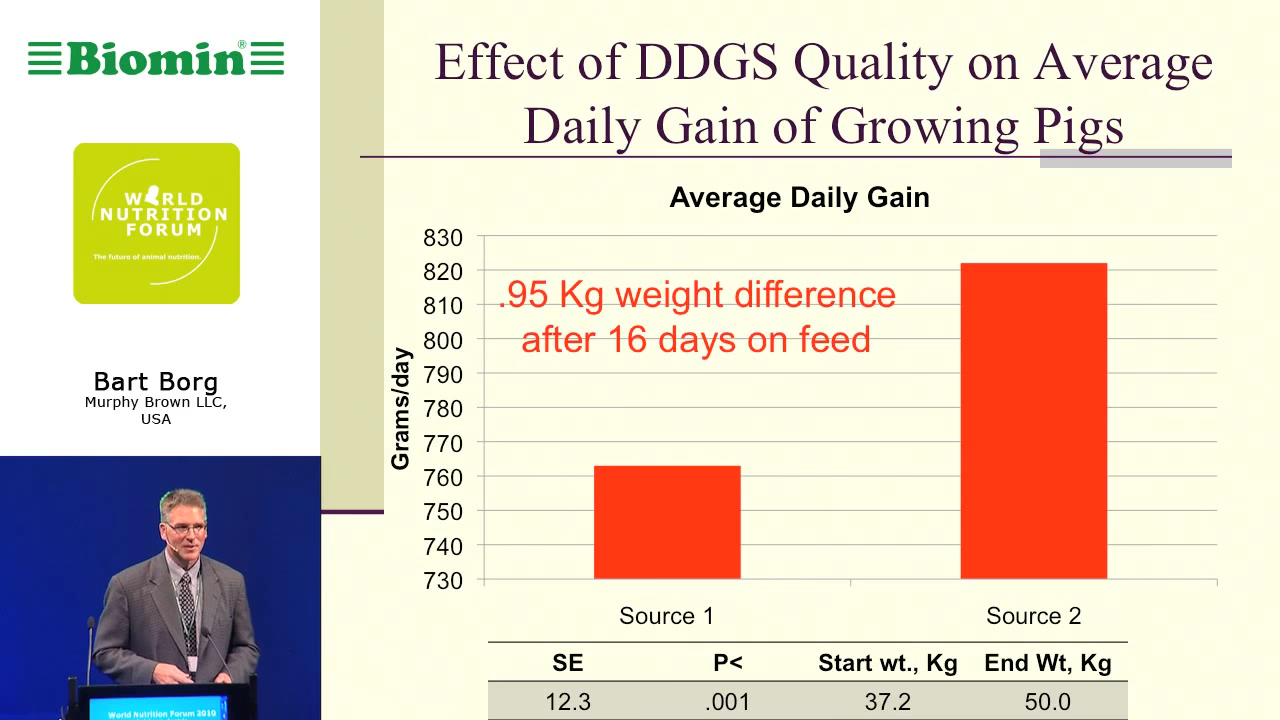 Biomin®
WORLD
NUTRITION
FORUM
The future of animal nutrition.
Bart Borg
Murphy Brown LLC,
USA
World Nutrition Forum 2010
Effect of DDGS Quality on Average
Daily Gain of Growing Pigs
Average Daily Gain
Grams/day
830
820
810
800
790
780
770
760
750
740
730
.95 Kg weight difference
after 16 days on feed
Source 1 Source 2
SE P< Start wt., Kg End Wt, Kg
12.3 .001 37.2 50.0